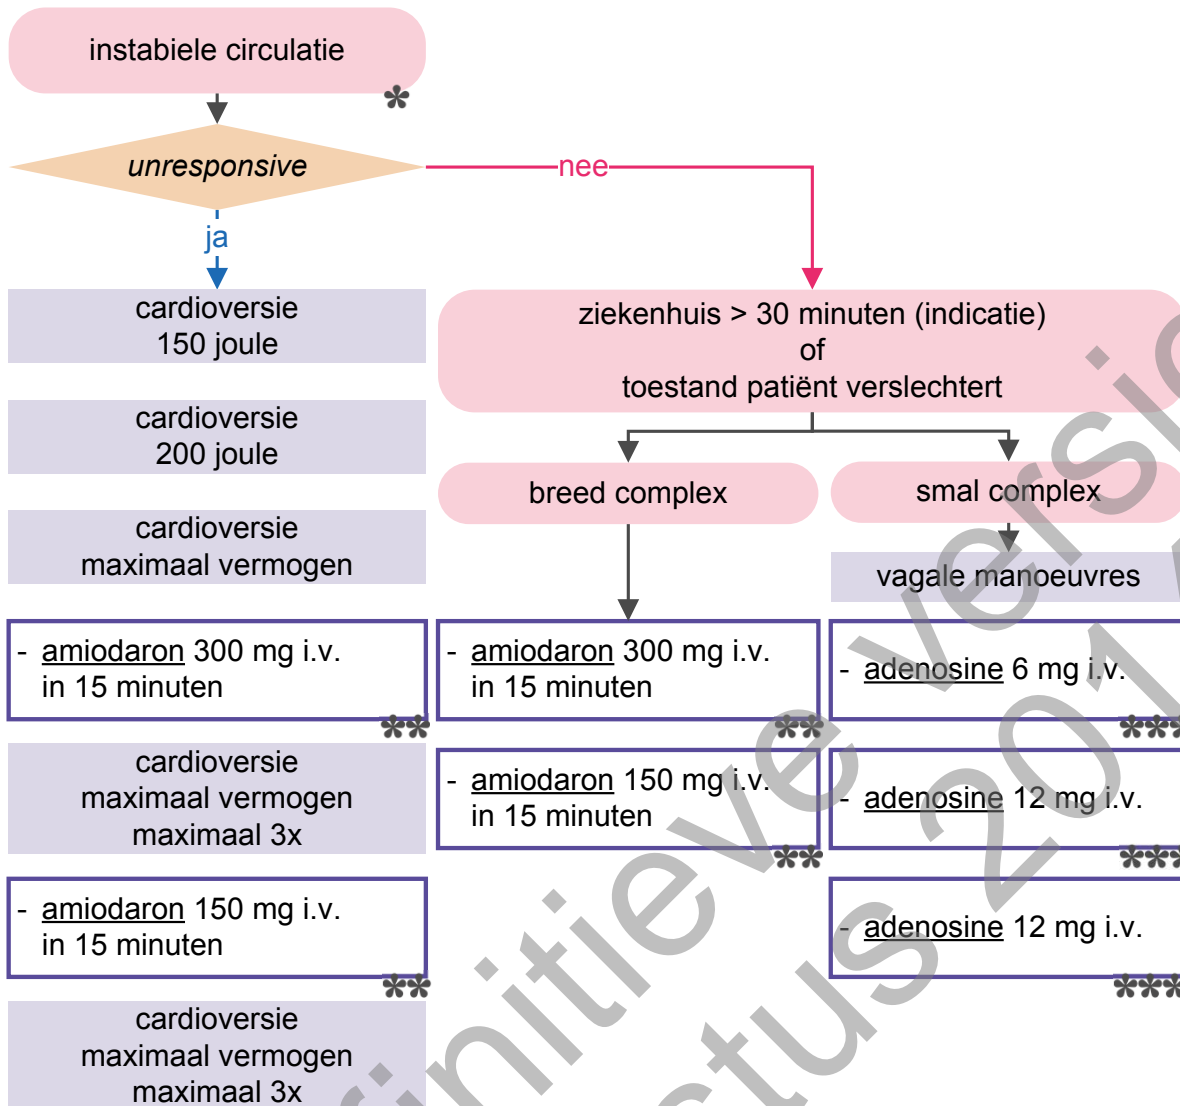 instabiele circulatie
*
unresponsive
nee
ja
cardioversie
150 joule
cardioversie
200 joule
cardioversie
maximaal vermogen
- amiodaron 300 mg i.v.
in 15 minuten
**
cardioversie
maximaal vermogen
maximaal 3x
- amiodaron 150 mg i.v.
in 15 minuten
**
cardioversie
maximaal vermogen
maximaal 3x
ziekenhuis > 30 minuten (indicatie)
of
toestand patiënt verslechtert
breed complex
- amiodaron 300 mg i.v.
in 15 minuten
**
- amiodaron 150 mg i.v.
in 15 minuten
**
smal complex
vagale manoeuvres
- adenosine 6 mg i.v.
***
- adenosine 12 mg i.v.
***
- adenosine 12 mg i.v.
***